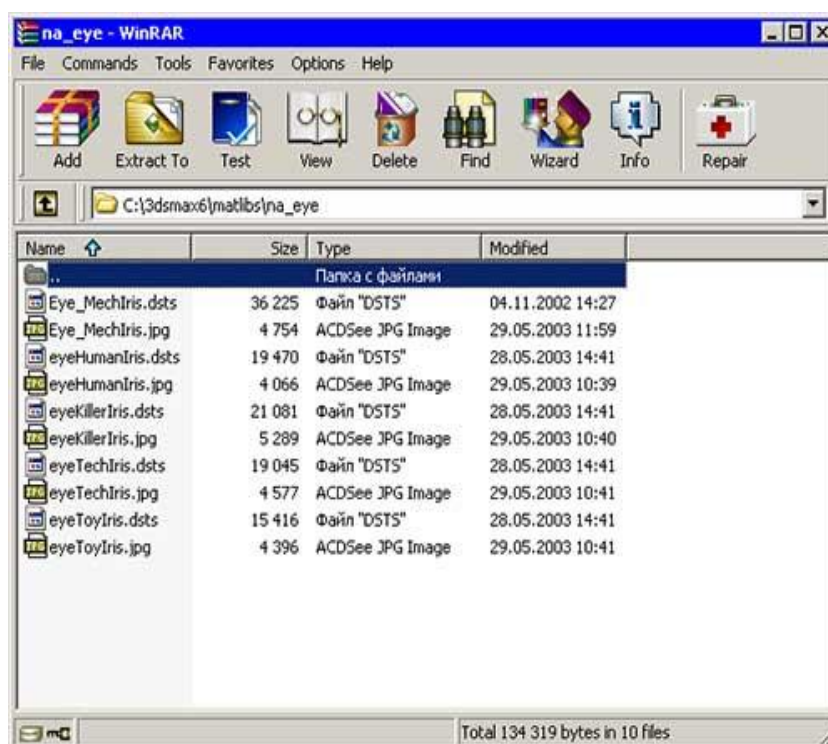 na_eye - WinRAR
File Commands Tools Favorites Options Help
Add Extract To Test View Delete Find Wizard Info Repair
C:\3dsmax6\matlibs\na_eye
Name Size Type Modified
.. Папка с файлами
Eye_MechIris.dsts 36 225 Файл "DSTS" 04.11.2002 14:27
Eye_MechIris.jpg 4 754 ACDSee JPG Image 29.05.2003 11:59
eyeHumanIris.dsts 19 470 Файл "DSTS" 28.05.2003 14:41
eyeHumanIris.jpg 4 066 ACDSee JPG Image 29.05.2003 10:39
eyeKillerIris.dsts 21 081 Файл "DSTS" 28.05.2003 14:41
eyeKillerIris.jpg 5 289 ACDSee JPG Image 29.05.2003 10:40
eyeTechIris.dsts 19 045 Файл "DSTS" 28.05.2003 14:41
eyeTechIris.jpg 4 577 ACDSee JPG Image 29.05.2003 10:41
eyeToyIris.dsts 15 416 Файл "DSTS" 28.05.2003 14:41
eyeToyIris.jpg 4 396 ACDSee JPG Image 29.05.2003 10:41
Total 134 319 bytes in 10 files